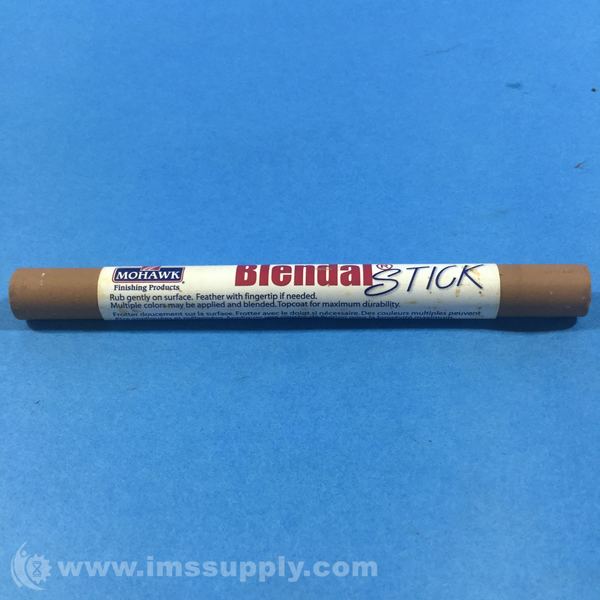 MOHAWK®
Finishing Products
Blendal® STICK
Rub gently on surface. Feather with fingertip if needed.
Multiple colors may be applied and blended. Topcoat for maximum durability.
Frotter doucement sur la surface. Frotter avec le doigt si nécessaire. Des couleurs multiples peuvent
www.imssupply.com